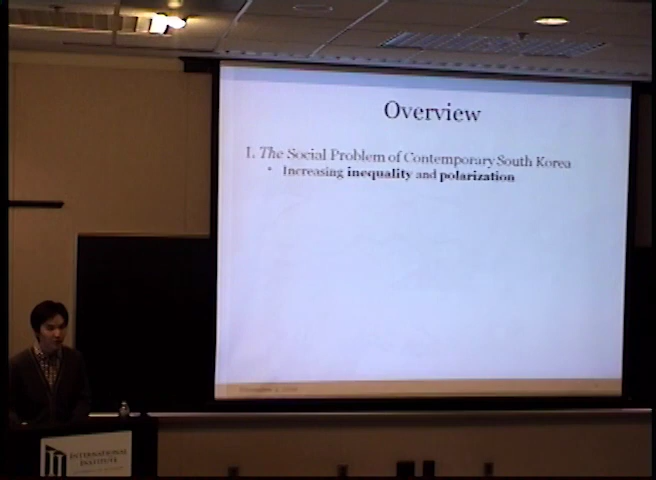 Overview
I. The Social Problem of Contemporary South Korea
• Increasing inequality and polarization
INTERNATIONAL
INSTITUTE